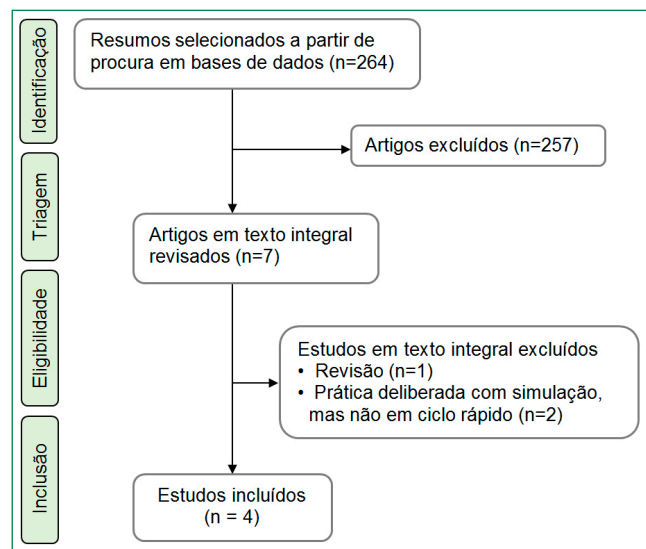 Identificação
Resumos selecionados a partir de
procura em bases de dados (n=264)
Artigos excluídos (n=257)
Triagem
Artigos em texto integral
revisados (n=7)
Eligibilidade
Estudos em texto integral excluídos
• Revisão (n=1)
• Prática deliberada com simulação,
mas não em ciclo rápido (n=2)
Inclusão
Estudos incluídos
(n = 4)